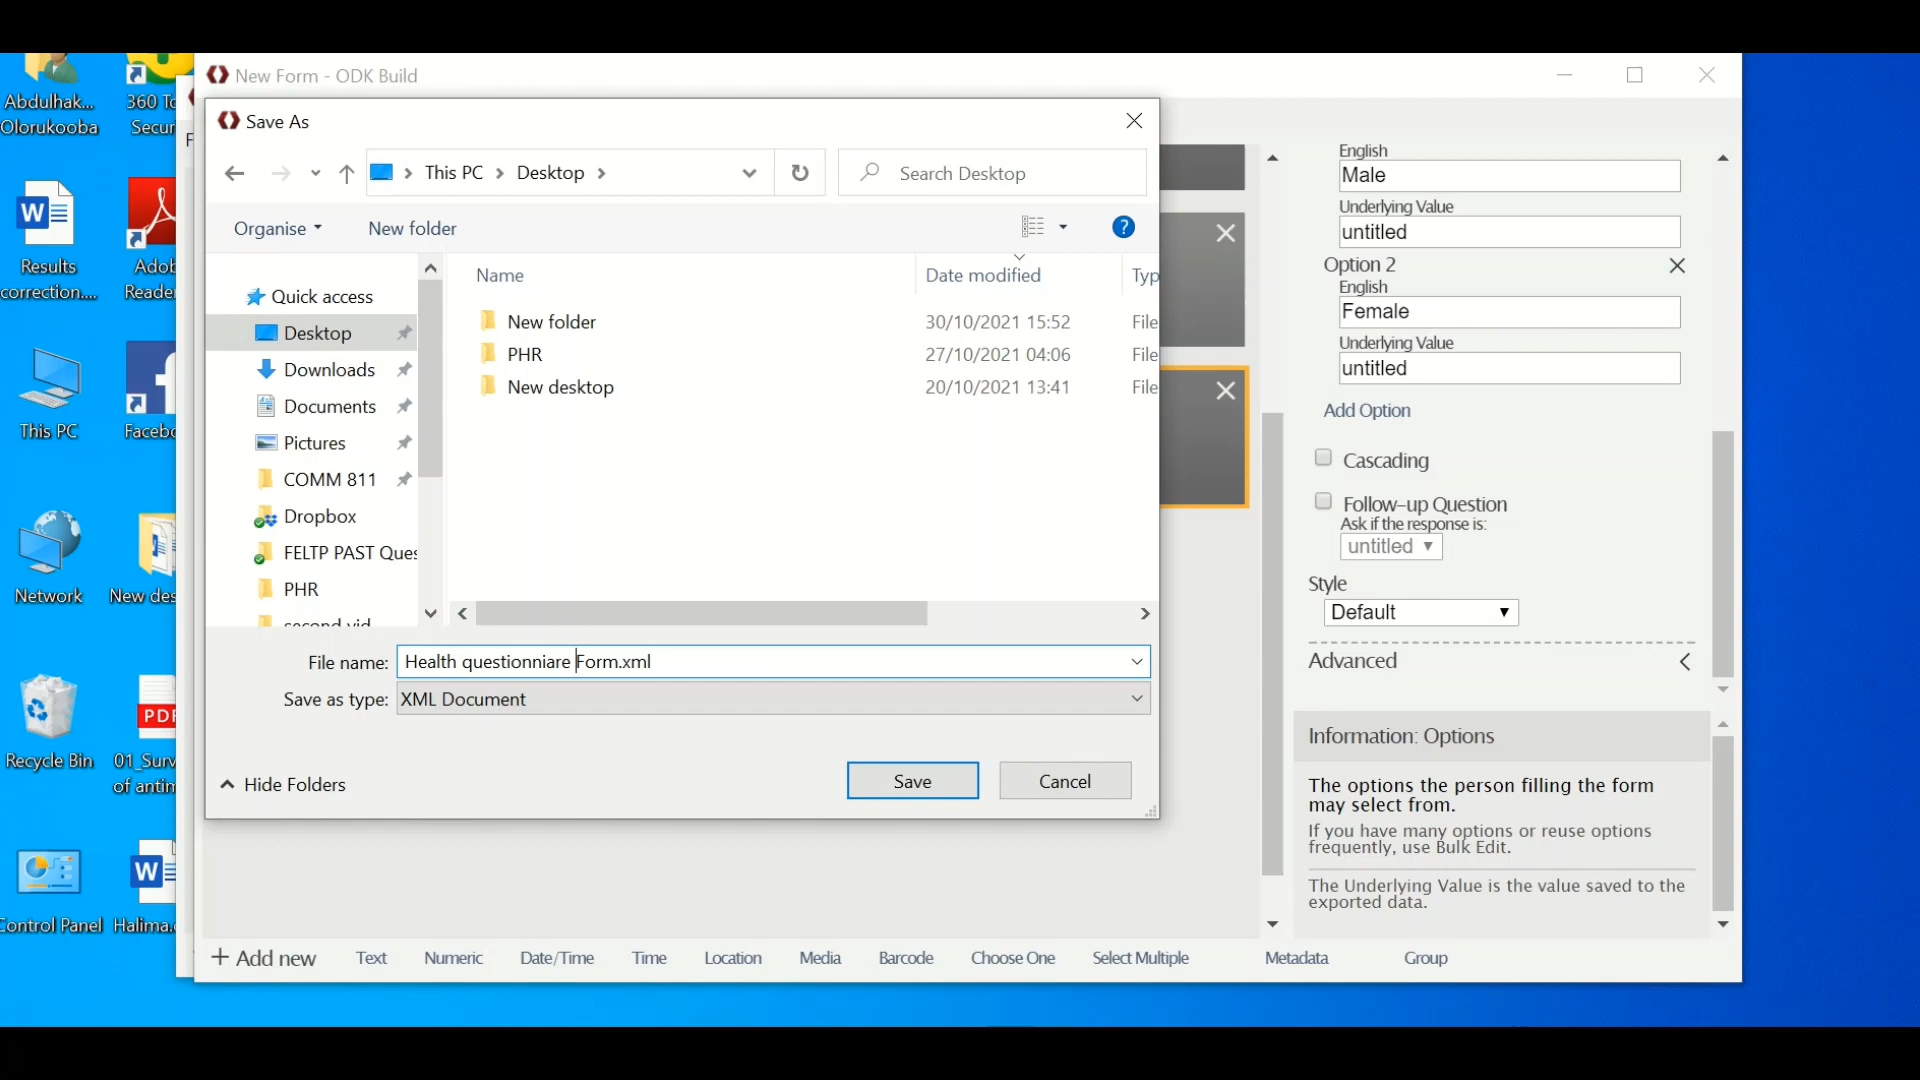 New Form - ODK Build
Save As
This PC
Desktop
Search Desktop
Organise
New folder
Name
Date modified
Typ
Quick access
Desktop
Downloads
Documents
Pictures
COMM 811
Dropbox
FELTP PAST Ques
PHR
New folder
30/10/2021 15:52
File
PHR
27/10/2021 04:06
File
New desktop
20/10/2021 13:41
File
File name:
Health questionniare Form.xml
Save as type:
XML Document
Hide Folders
Save
Cancel
English
Male
Underlying Value
untitled
Option 2
English
Female
Underlying Value
untitled
Add Option
Cascading
Follow-up Question
Ask if the response is:
untitled
Style
Default
Advanced
Information: Options
The options the person filling the form
may select from.
If you have many options or reuse options
frequently, use Bulk Edit.
The Underlying Value is the value saved to the
exported data.
+ Add new
Text
Numeric
Date/Time
Time
Location
Media
Barcode
Choose One
Select Multiple
Metadata
Group
Abdulhak...
Olorukooba
360 To
Secur
Results
correction....
Adob
Reade
This PC
Facebo
Network
New des
Recycle Bin
PDF
01_Surv
of antim
Control Panel
Halima.